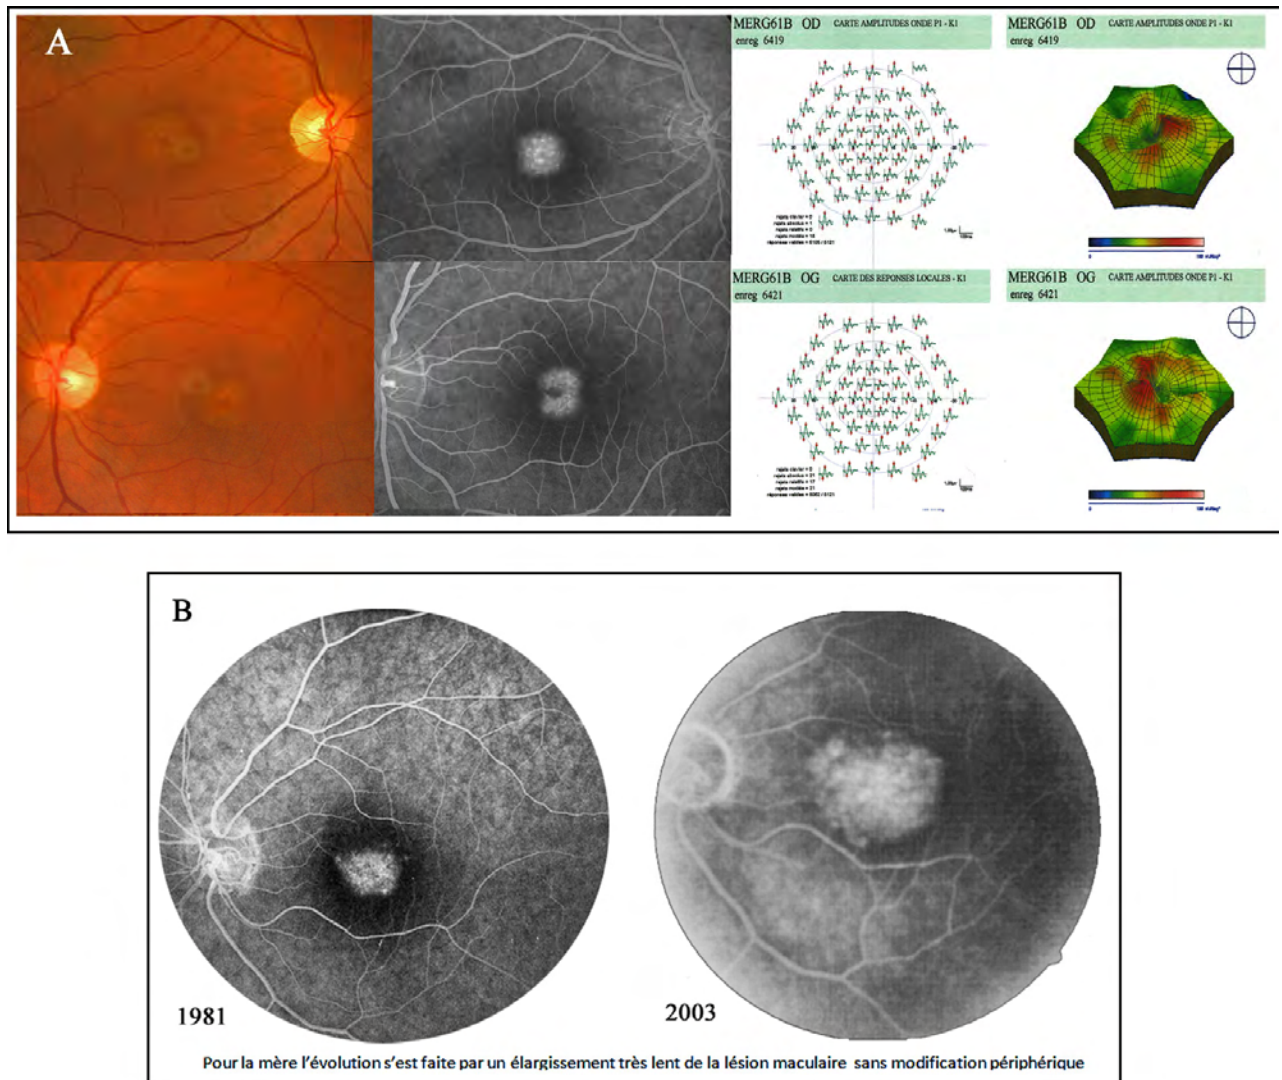 A
MERG61B OD CARTE AMPLITUDES ONDE P1 - K1
enreg 6419
MERG61B OD CARTE AMPLITUDES ONDE P1 - K1
enreg 6419
MERG61B OG CARTE DES REPONSES LOCALES - K1
enreg 6421
MERG61B OG CARTE AMPLITUDES ONDE P1 - K1
enreg 6421
B
1981
2003
Pour la mère l'évolution s'est faite par un élargissement très lent de la lésion maculaire sans modification périphérique